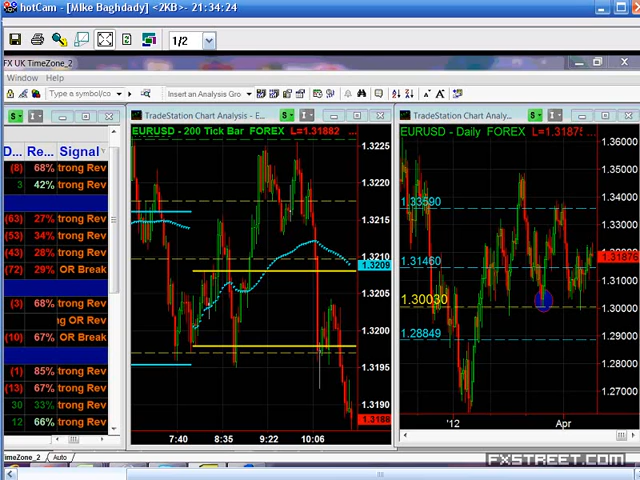 hotCam - [MIke Baghdady] <2KB>- 21:34:24
1/2
FX UK TimeZone_2
Window Help
Type a symbol/co
Insert an Analysis Gro
TradeStation Chart Analysis - E...
TradeStation Chart Analy...
D... Re... Signal
(8) 68% trong Rev
3 42%
(63) 27% trong Rev
(53) 34% trong Rev
(43) 28% trong Rev
(72) 29% OR Break
(3) 68% trong Rev
ng OR Rev
(10) 67% OR Break
(1) 85% trong Rev
(13) 67% trong Rev
30 33% trong Rev
12 66% trong Rev
EURUSD - 200 Tick Bar FOREX L=1.31882 ...
1.3225
1.3220
1.3215
1.3210
1.3209
1.3205
1.3200
1.3195
1.3190
1.3188
7:40 8:35 9:22 10:06
EURUSD - Daily FOREX L=1.3187 ...
1.36000
1.35000
1.34000
1.33590
1.33000
1.32000
1.31876
1.31460
1.31000
1.30030
1.30000
1.29000
1.28849
1.28000
1.27000
'12 Apr
TimeZone_2 Auto
FXSTREET.COM